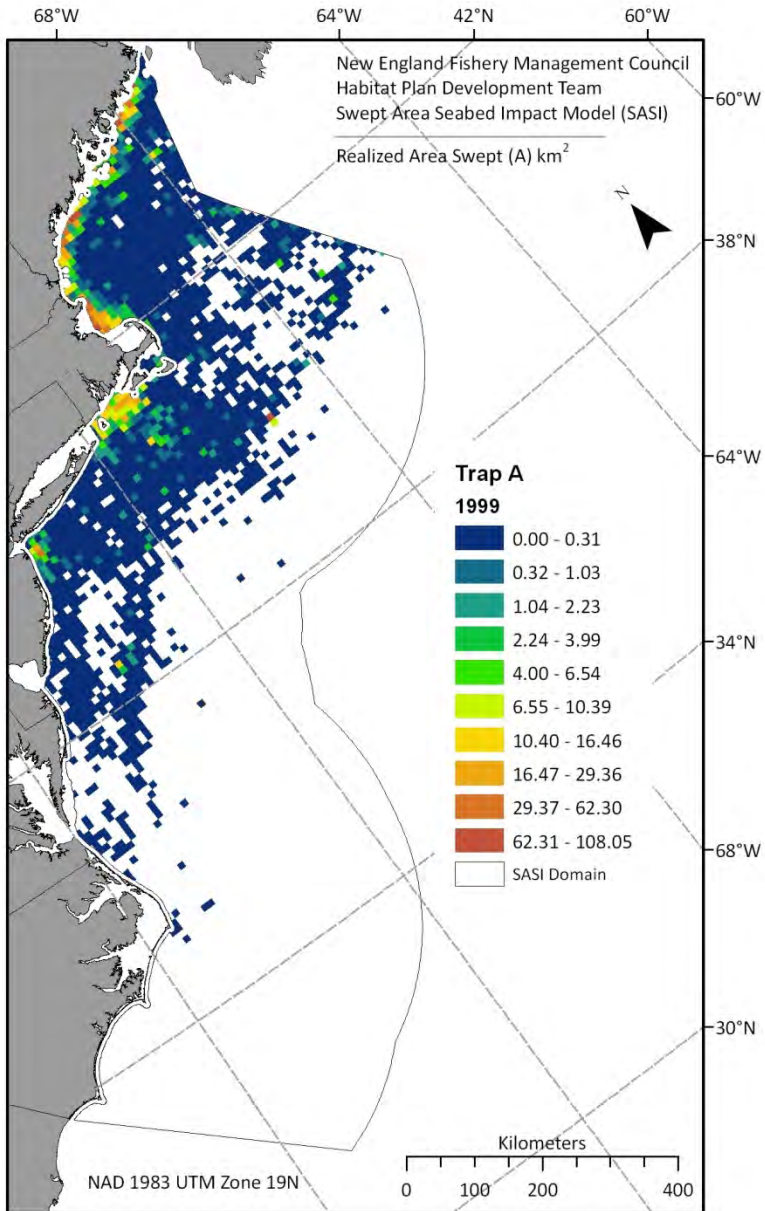 68°W 64°W 42°N 60°W
New England Fishery Management Council
Habitat Plan Development Team
Swept Area Seabed Impact Model (SASI)
Realized Area Swept (A) km²
N
60°W
38°N
64°W
34°N
68°W
30°N
Trap A
1999
0.00 - 0.31
0.32 - 1.03
1.04 - 2.23
2.24 - 3.99
4.00 - 6.54
6.55 - 10.39
10.40 - 16.46
16.47 - 29.36
29.37 - 62.30
62.31 - 108.05
SASI Domain
Kilometers
0 100 200 300 400
NAD 1983 UTM Zone 19N